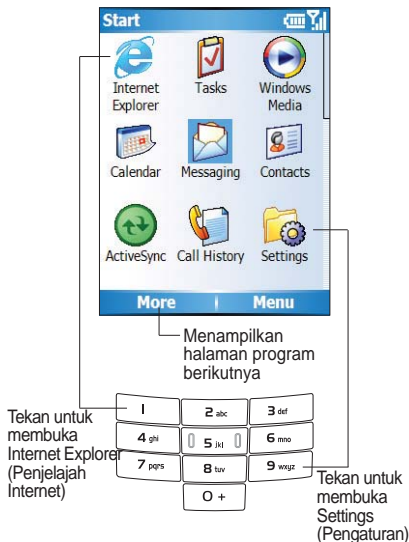 Start
Internet
Explorer
Tasks
Windows
Media
Calendar
Messaging
Contacts
ActiveSync
Call History
Settings
More
Menu
Menampilkan
halaman program
berikutnya
1
2 abc
3 def
4 ghi
5 jkl
6 mno
7 pqrs
8 tuv
9 wxyz
0 +
Tekan untuk
membuka
Internet Explorer
(Penjelajah
Internet)
Tekan untuk
membuka
Settings
(Pengaturan)